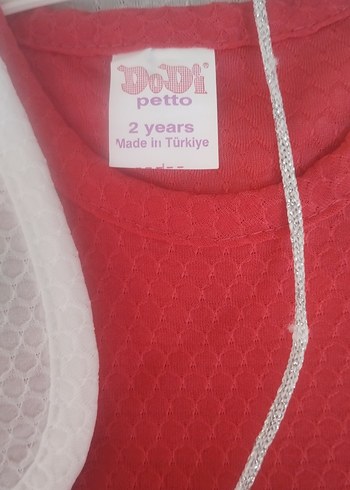 DoDi
petto
2 years
Made in Türkiye